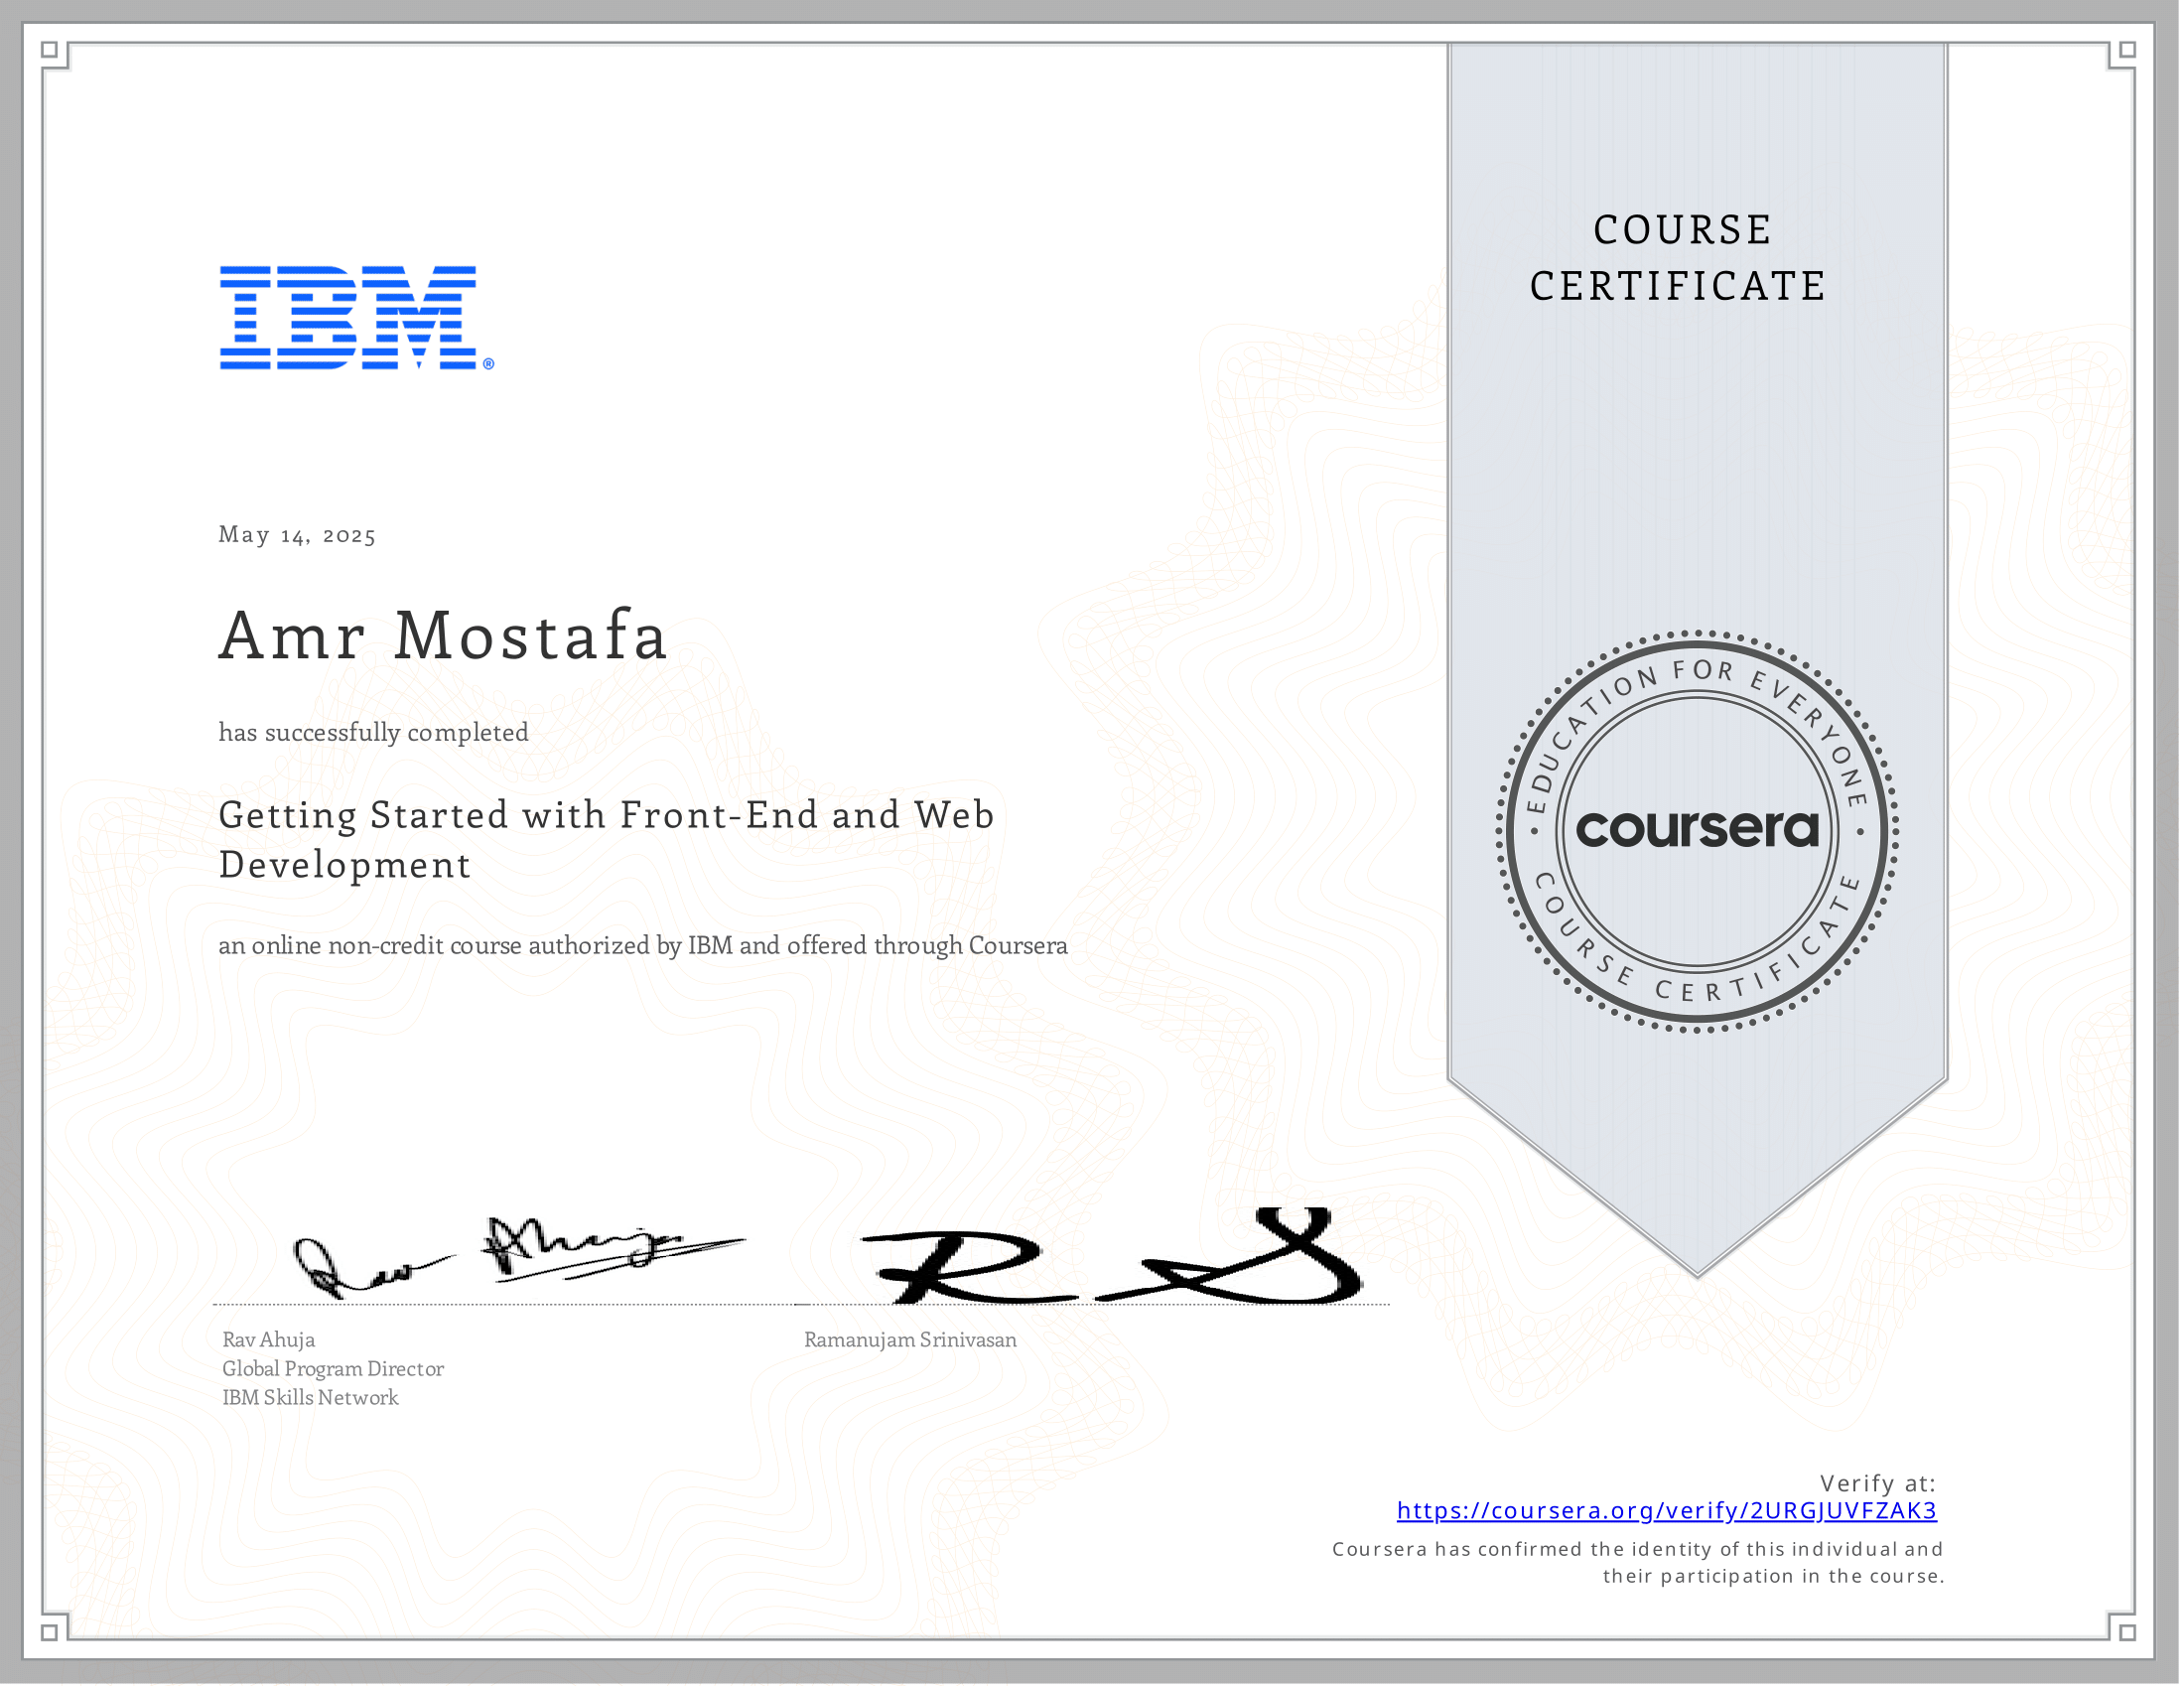 IBM®
COURSE
CERTIFICATE
May 14, 2025
Amr Mostafa
has successfully completed
Getting Started with Front-End and Web
Development
an online non-credit course authorized by IBM and offered through Coursera
EDUCATION FOR EVERYONE
coursera
COURSE CERTIFICATE
Rav Ahuja
Global Program Director
IBM Skills Network
Ramanujam Srinivasan
Verify at:
https://coursera.org/verify/2URGJUVFZAK3
Coursera has confirmed the identity of this individual and
their participation in the course.